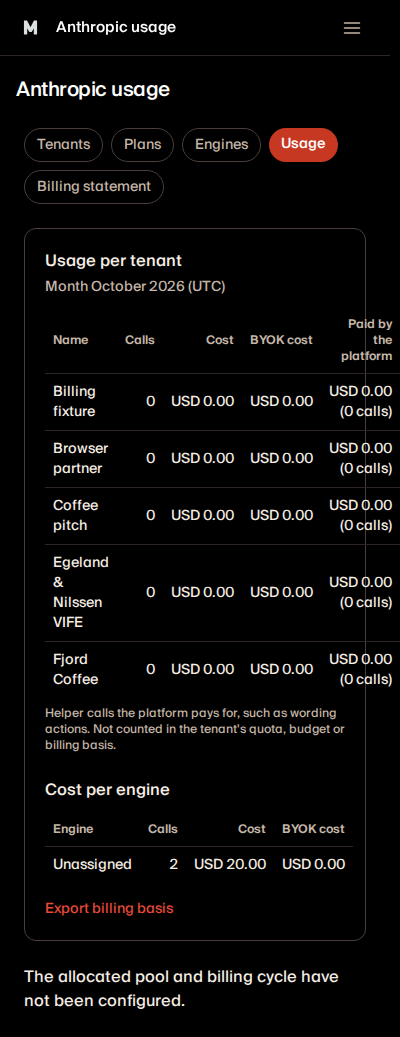 M Anthropic usage
Anthropic usage
Tenants Plans Engines Usage
Billing statement
Usage per tenant
Month October 2026 (UTC)
Name Calls Cost BYOK cost Paid by the platform
Billing fixture 0 USD 0.00 USD 0.00 USD 0.00 (0 calls)
Browser partner 0 USD 0.00 USD 0.00 USD 0.00 (0 calls)
Coffee pitch 0 USD 0.00 USD 0.00 USD 0.00 (0 calls)
Egeland & Nilssen VIFE 0 USD 0.00 USD 0.00 USD 0.00 (0 calls)
Fjord Coffee 0 USD 0.00 USD 0.00 USD 0.00 (0 calls)
Helper calls the platform pays for, such as wording
actions. Not counted in the tenant's quota, budget or
billing basis.
Cost per engine
Engine Calls Cost BYOK cost
Unassigned 2 USD 20.00 USD 0.00
Export billing basis
The allocated pool and billing cycle have
not been configured.